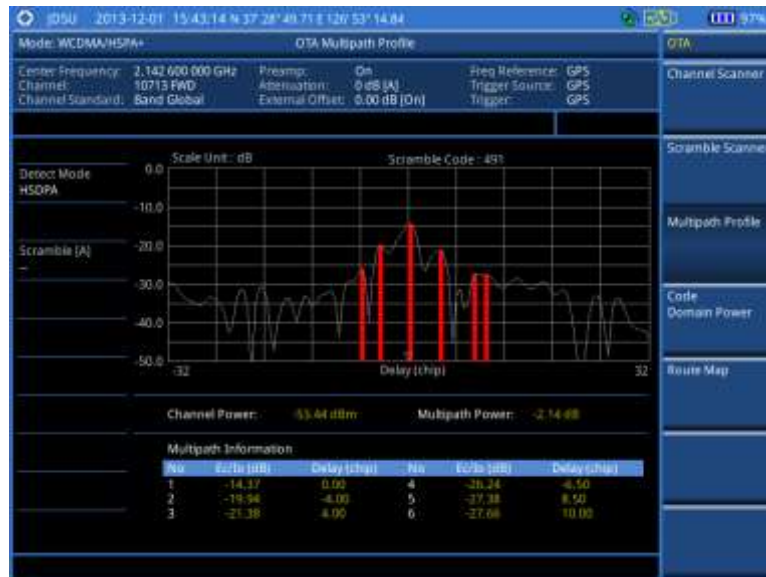 JDSU 2013-12-01 15:43:14 N 37 28' 49.71 E 126 53' 14.84 97%
Mode: WCDMA/HSPA+ OTA Multipath Profile OTA
Center Frequency: 2.142 600 000 GHz Preamp: On Freq Reference: GPS
Channel: 10713 FWD Attenuation: 0 dB [A] Trigger Source: GPS
Channel Standard: Band Global External Offset: 0.00 dB [On] Trigger: GPS
Channel Scanner
Scramble Scanner
Multipath Profile
Code
Domain Power
Route Map
Detect Mode
HSDPA
Scramble [A]
--
Scale Unit: dB Scramble Code : 491
0.0
-10.0
-20.0
-30.0
-40.0
-50.0
-32 Delay (chip) 32
Channel Power: -55.44 dBm Multipath Power: -2.14 dB
Multipath Information
No Ec/Io (dB) Delay (chip) No Ec/Io (dB) Delay (chip)
1 -14.37 0.00 4 -26.24 -6.50
2 -19.94 -4.00 5 -27.38 8.50
3 -21.38 4.00 6 -27.66 10.00